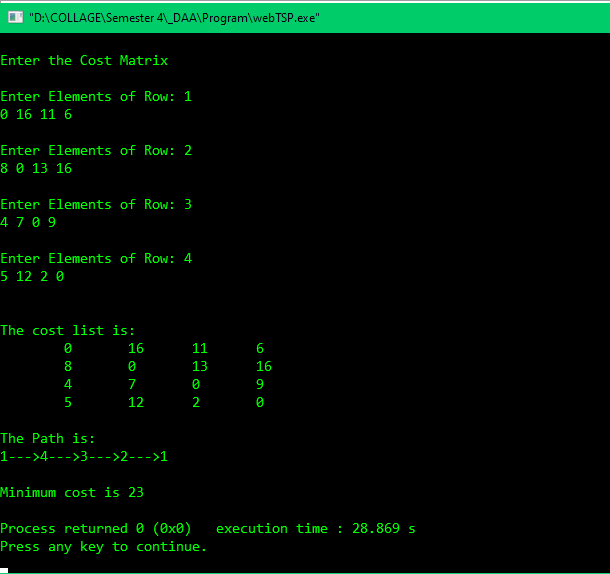 "D:\COLLAGE\Semester 4\_DAA\Program\webTSP.exe"
Enter the Cost Matrix
Enter Elements of Row: 1
0 16 11 6
Enter Elements of Row: 2
8 0 13 16
Enter Elements of Row: 3
4 7 0 9
Enter Elements of Row: 4
5 12 2 0
The cost list is:
0 16 11 6
8 0 13 16
4 7 0 9
5 12 2 0
The Path is:
1--->4--->3--->2--->1
Minimum cost is 23
Process returned 0 (0x0)   execution time : 28.869 s
Press any key to continue.